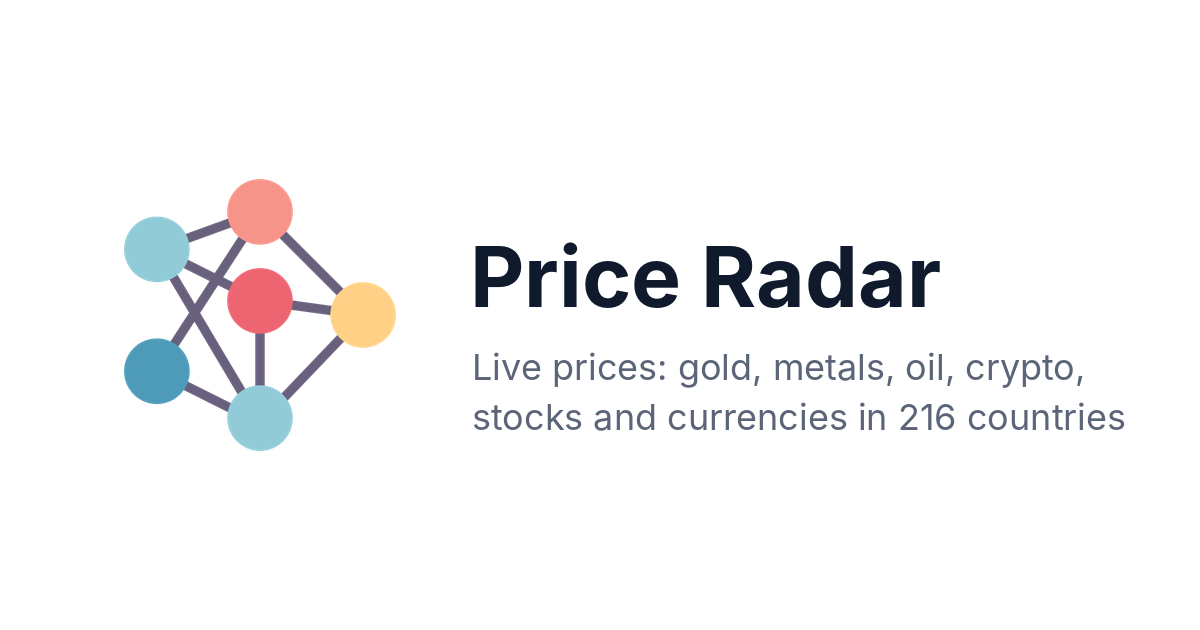 Price Radar
Live prices: gold, metals, oil, crypto,
stocks and currencies in 216 countries